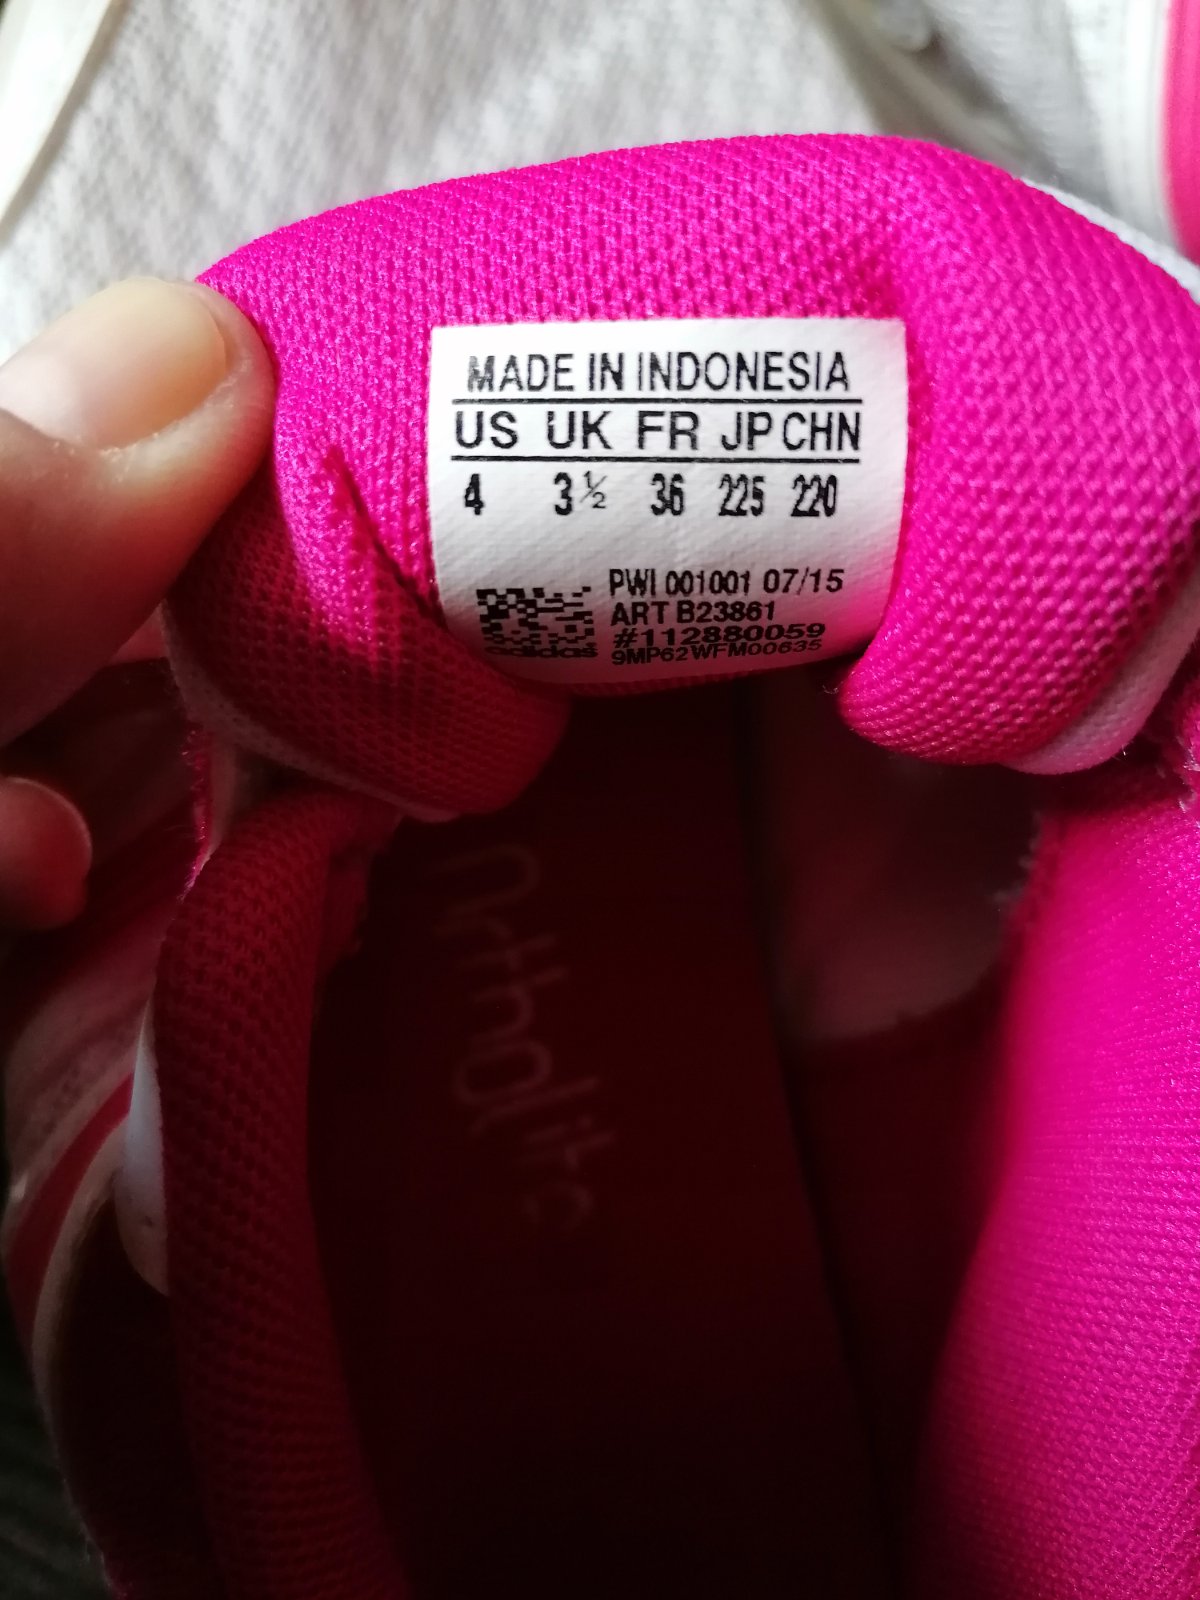 MADE IN INDONESIA
US UK FR JP CHN
4 3½ 36 225 220
PWI 001001 07/15
ART B23861
#112880059
9MP62WFM00635
adidas